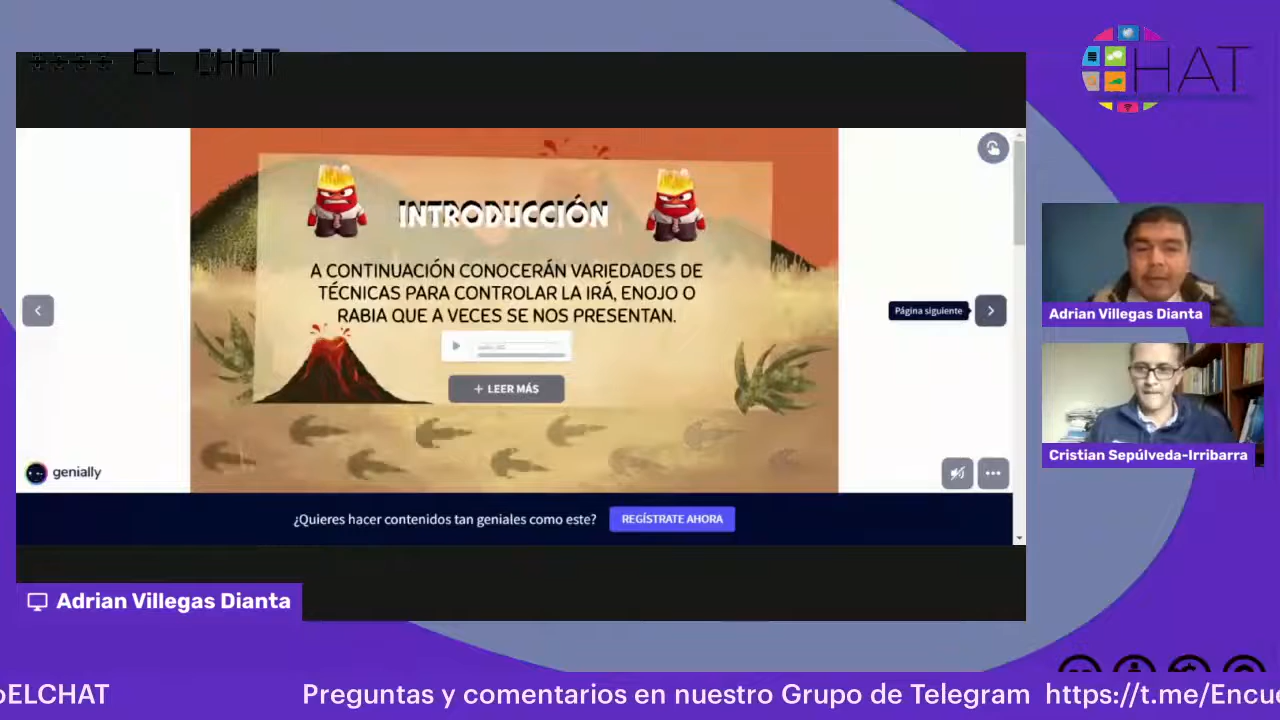 **** EL CHAT
HAT
INTRODUCCIÓN
A CONTINUACIÓN CONOCERÁN VARIEDADES DE
TÉCNICAS PARA CONTROLAR LA IRÁ, ENOJO O
RABIA QUE A VECES SE NOS PRESENTAN.
+ LEER MÁS
Página siguiente
genially
¿Quieres hacer contenidos tan geniales como este?
REGÍSTRATE AHORA
Adrian Villegas Dianta
Cristian Sepúlveda-Irribarra
Adrian Villegas Dianta
oELCHAT Preguntas y comentarios en nuestro Grupo de Telegram https://t.me/Encue